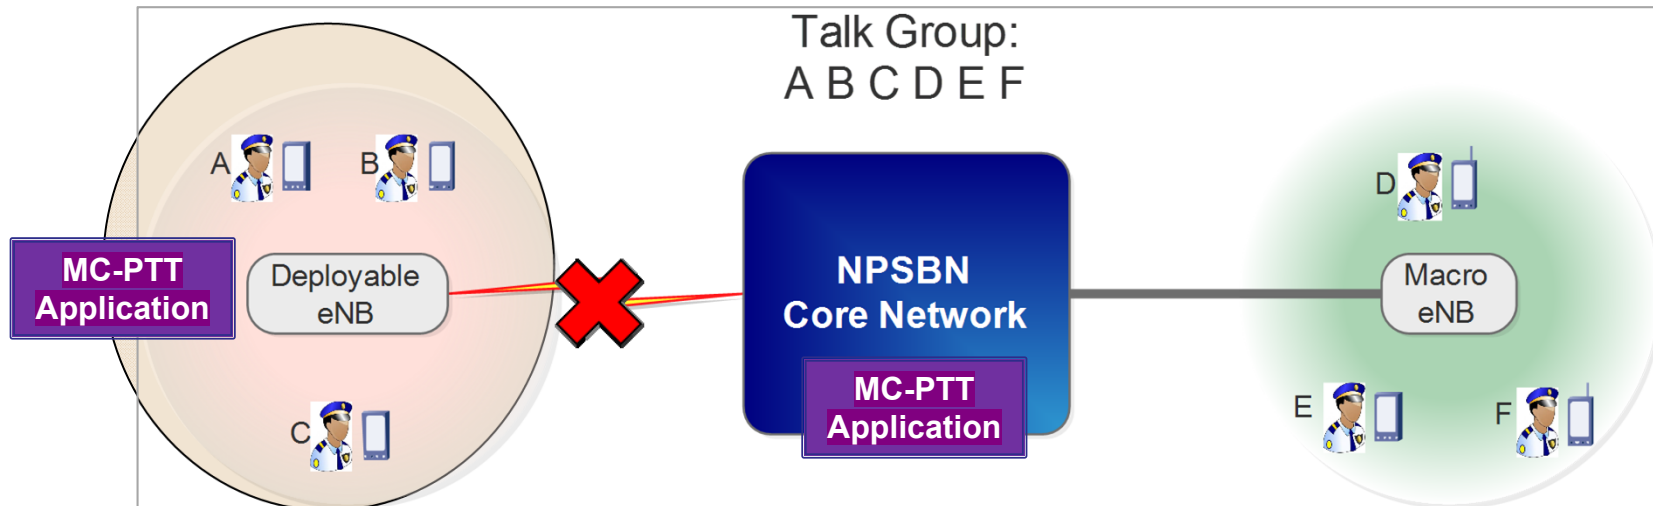 Talk Group:
A B C D E F
A
B
MC-PTT
Application
Deployable
eNB
C
NPSBN
Core Network
MC-PTT
Application
D
Macro
eNB
E
F